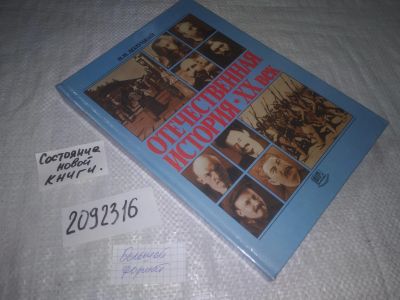 ОТЕЧЕСТВЕННАЯ
ИСТОРИЯ • XX ВЕК
Состояние
новой
книги.
2092316
большой
формат